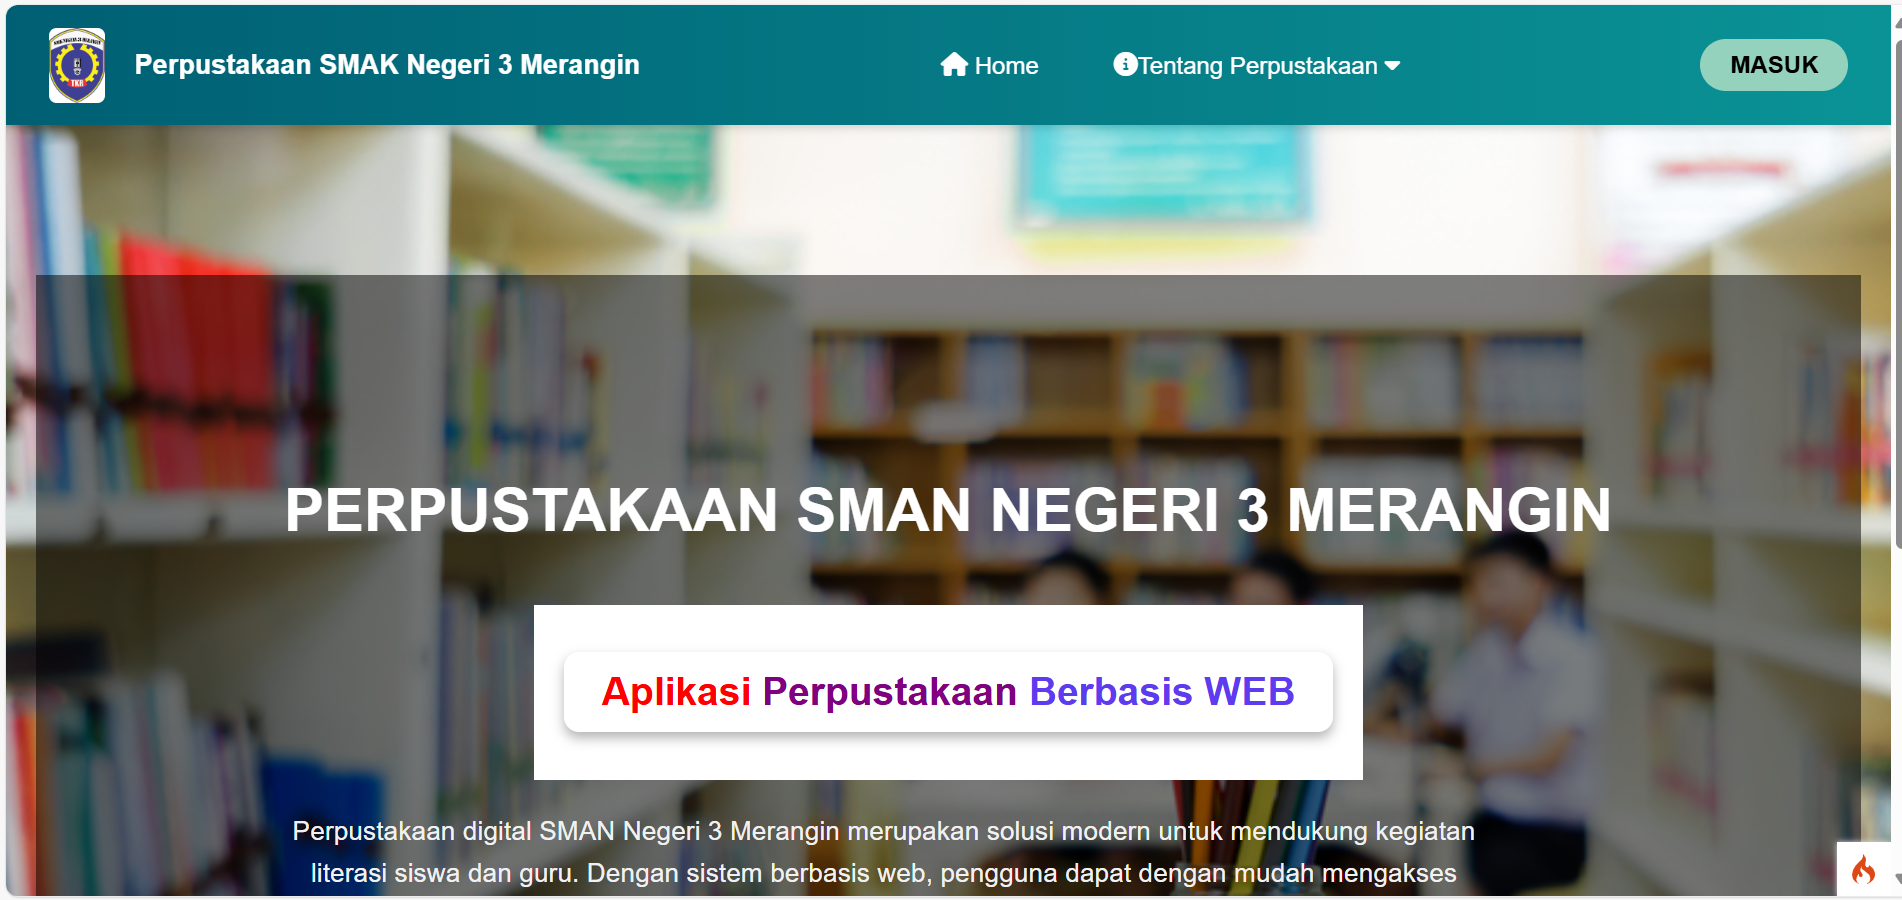 Perpustakaan SMAK Negeri 3 Merangin
Home
Tentang Perpustakaan
MASUK
PERPUSTAKAAN SMAN NEGERI 3 MERANGIN
Aplikasi Perpustakaan Berbasis WEB
Perpustakaan digital SMAN Negeri 3 Merangin merupakan solusi modern untuk mendukung kegiatan
literasi siswa dan guru. Dengan sistem berbasis web, pengguna dapat dengan mudah mengakses